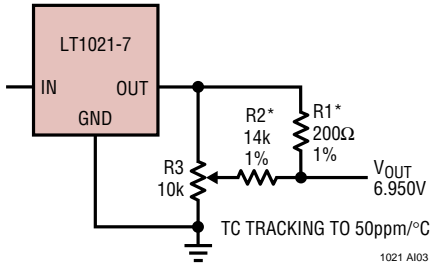 LT1021-7
IN
OUT
GND
R3
10k
R2*
14k
1%
R1*
200Ω
1%
VOUT
6.950V
TC TRACKING TO 50ppm/°C
1021 AI03